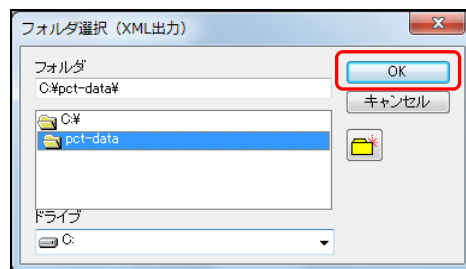 フォルダ選択（XML出力）
フォルダ
C:¥pct-data¥
C:¥
pct-data
ドライブ
C:
OK
キャンセル